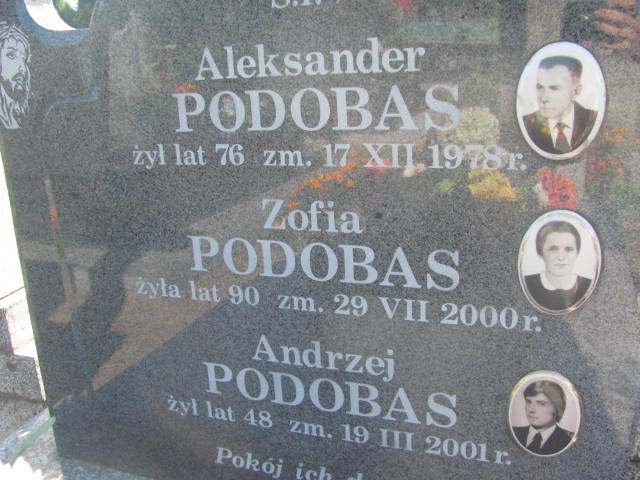 Ś.P.
Aleksander
PODOBAS
żył lat 76 zm. 17 XII 1978 r.
Zofia
PODOBAS
żyła lat 90 zm. 29 VII 2000 r.
Andrzej
PODOBAS
żył lat 48 zm. 19 III 2001 r.
Pokój ich